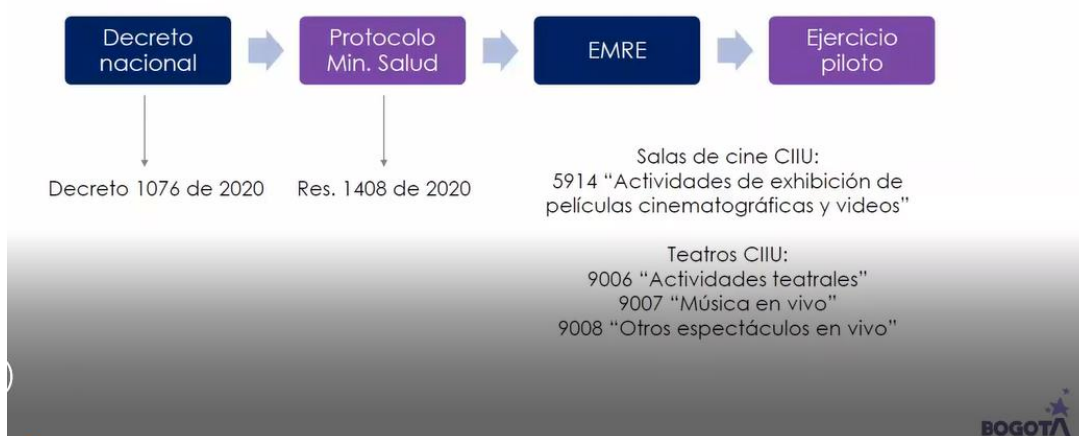 Decreto
nacional
Protocolo
Min. Salud
EMRE
Ejercicio
piloto
Decreto 1076 de 2020
Res. 1408 de 2020
Salas de cine CIIU:
5914 “Actividades de exhibición de
películas cinematográficas y videos”
Teatros CIIU:
9006 “Actividades teatrales”
9007 “Música en vivo”
9008 “Otros espectáculos en vivo”
BOGOTA